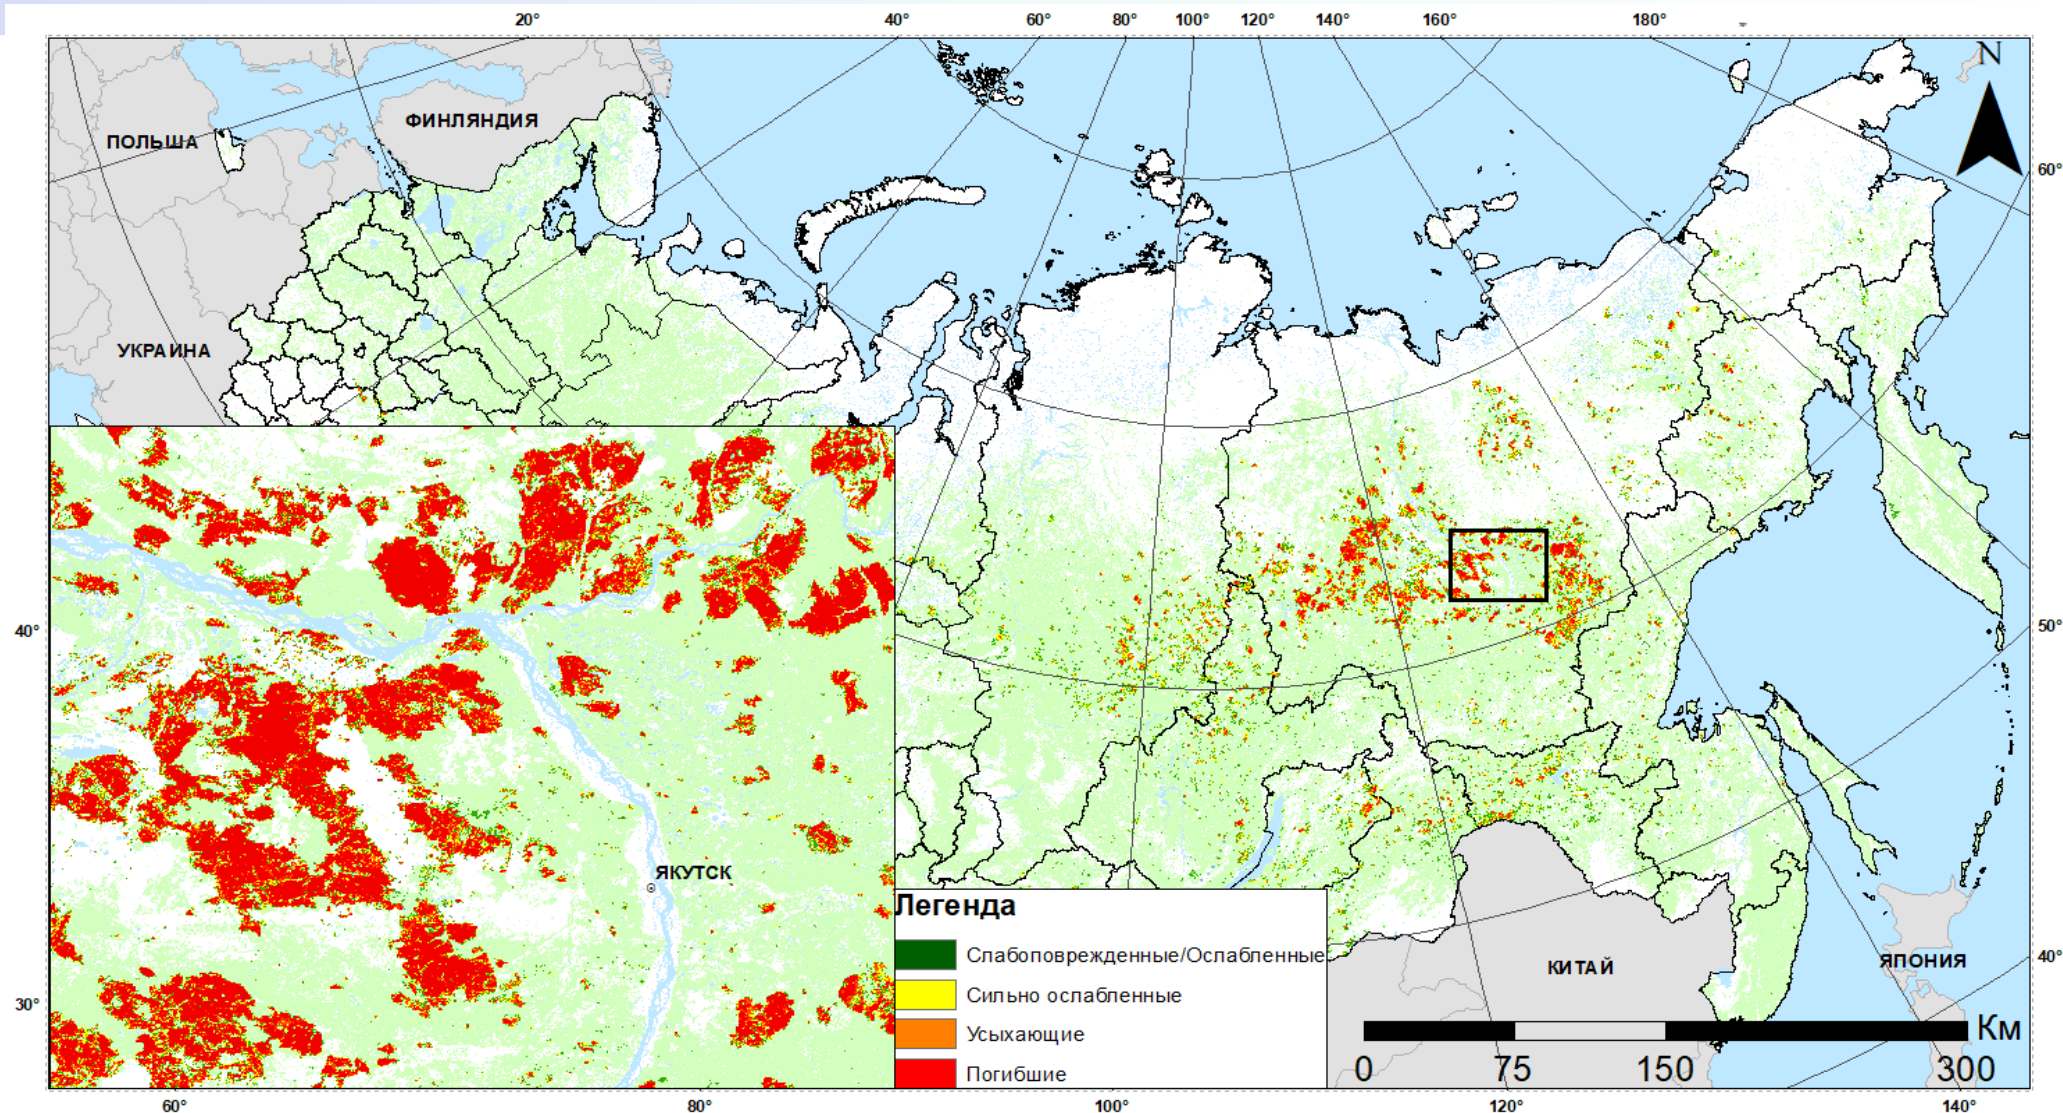 20° 40° 60° 80° 100° 120° 140° 160° 180°
N
ФИНЛЯНДИЯ
ПОЛЬША
60°
УКРАИНА
40°
50°
ЯКУТСК
Легенда
Слабоповрежденные/Ослабленные
Сильно ослабленные
Усыхающие
Погибшие
КИТАЙ
ЯПОНИЯ
40°
30°
Км
0 75 150 300
60° 80° 100° 120° 140°